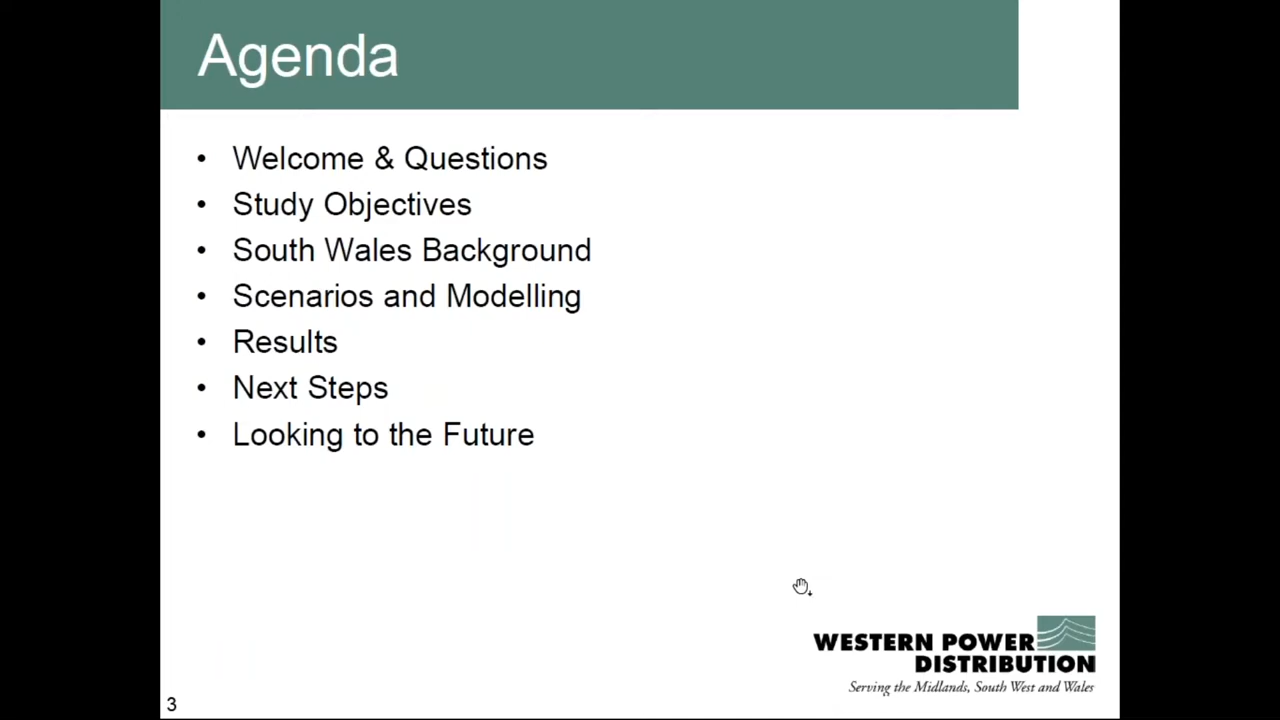 Agenda
• Welcome & Questions
• Study Objectives
• South Wales Background
• Scenarios and Modelling
• Results
• Next Steps
• Looking to the Future
WESTERN POWER
DISTRIBUTION
Serving the Midlands, South West and Wales
3